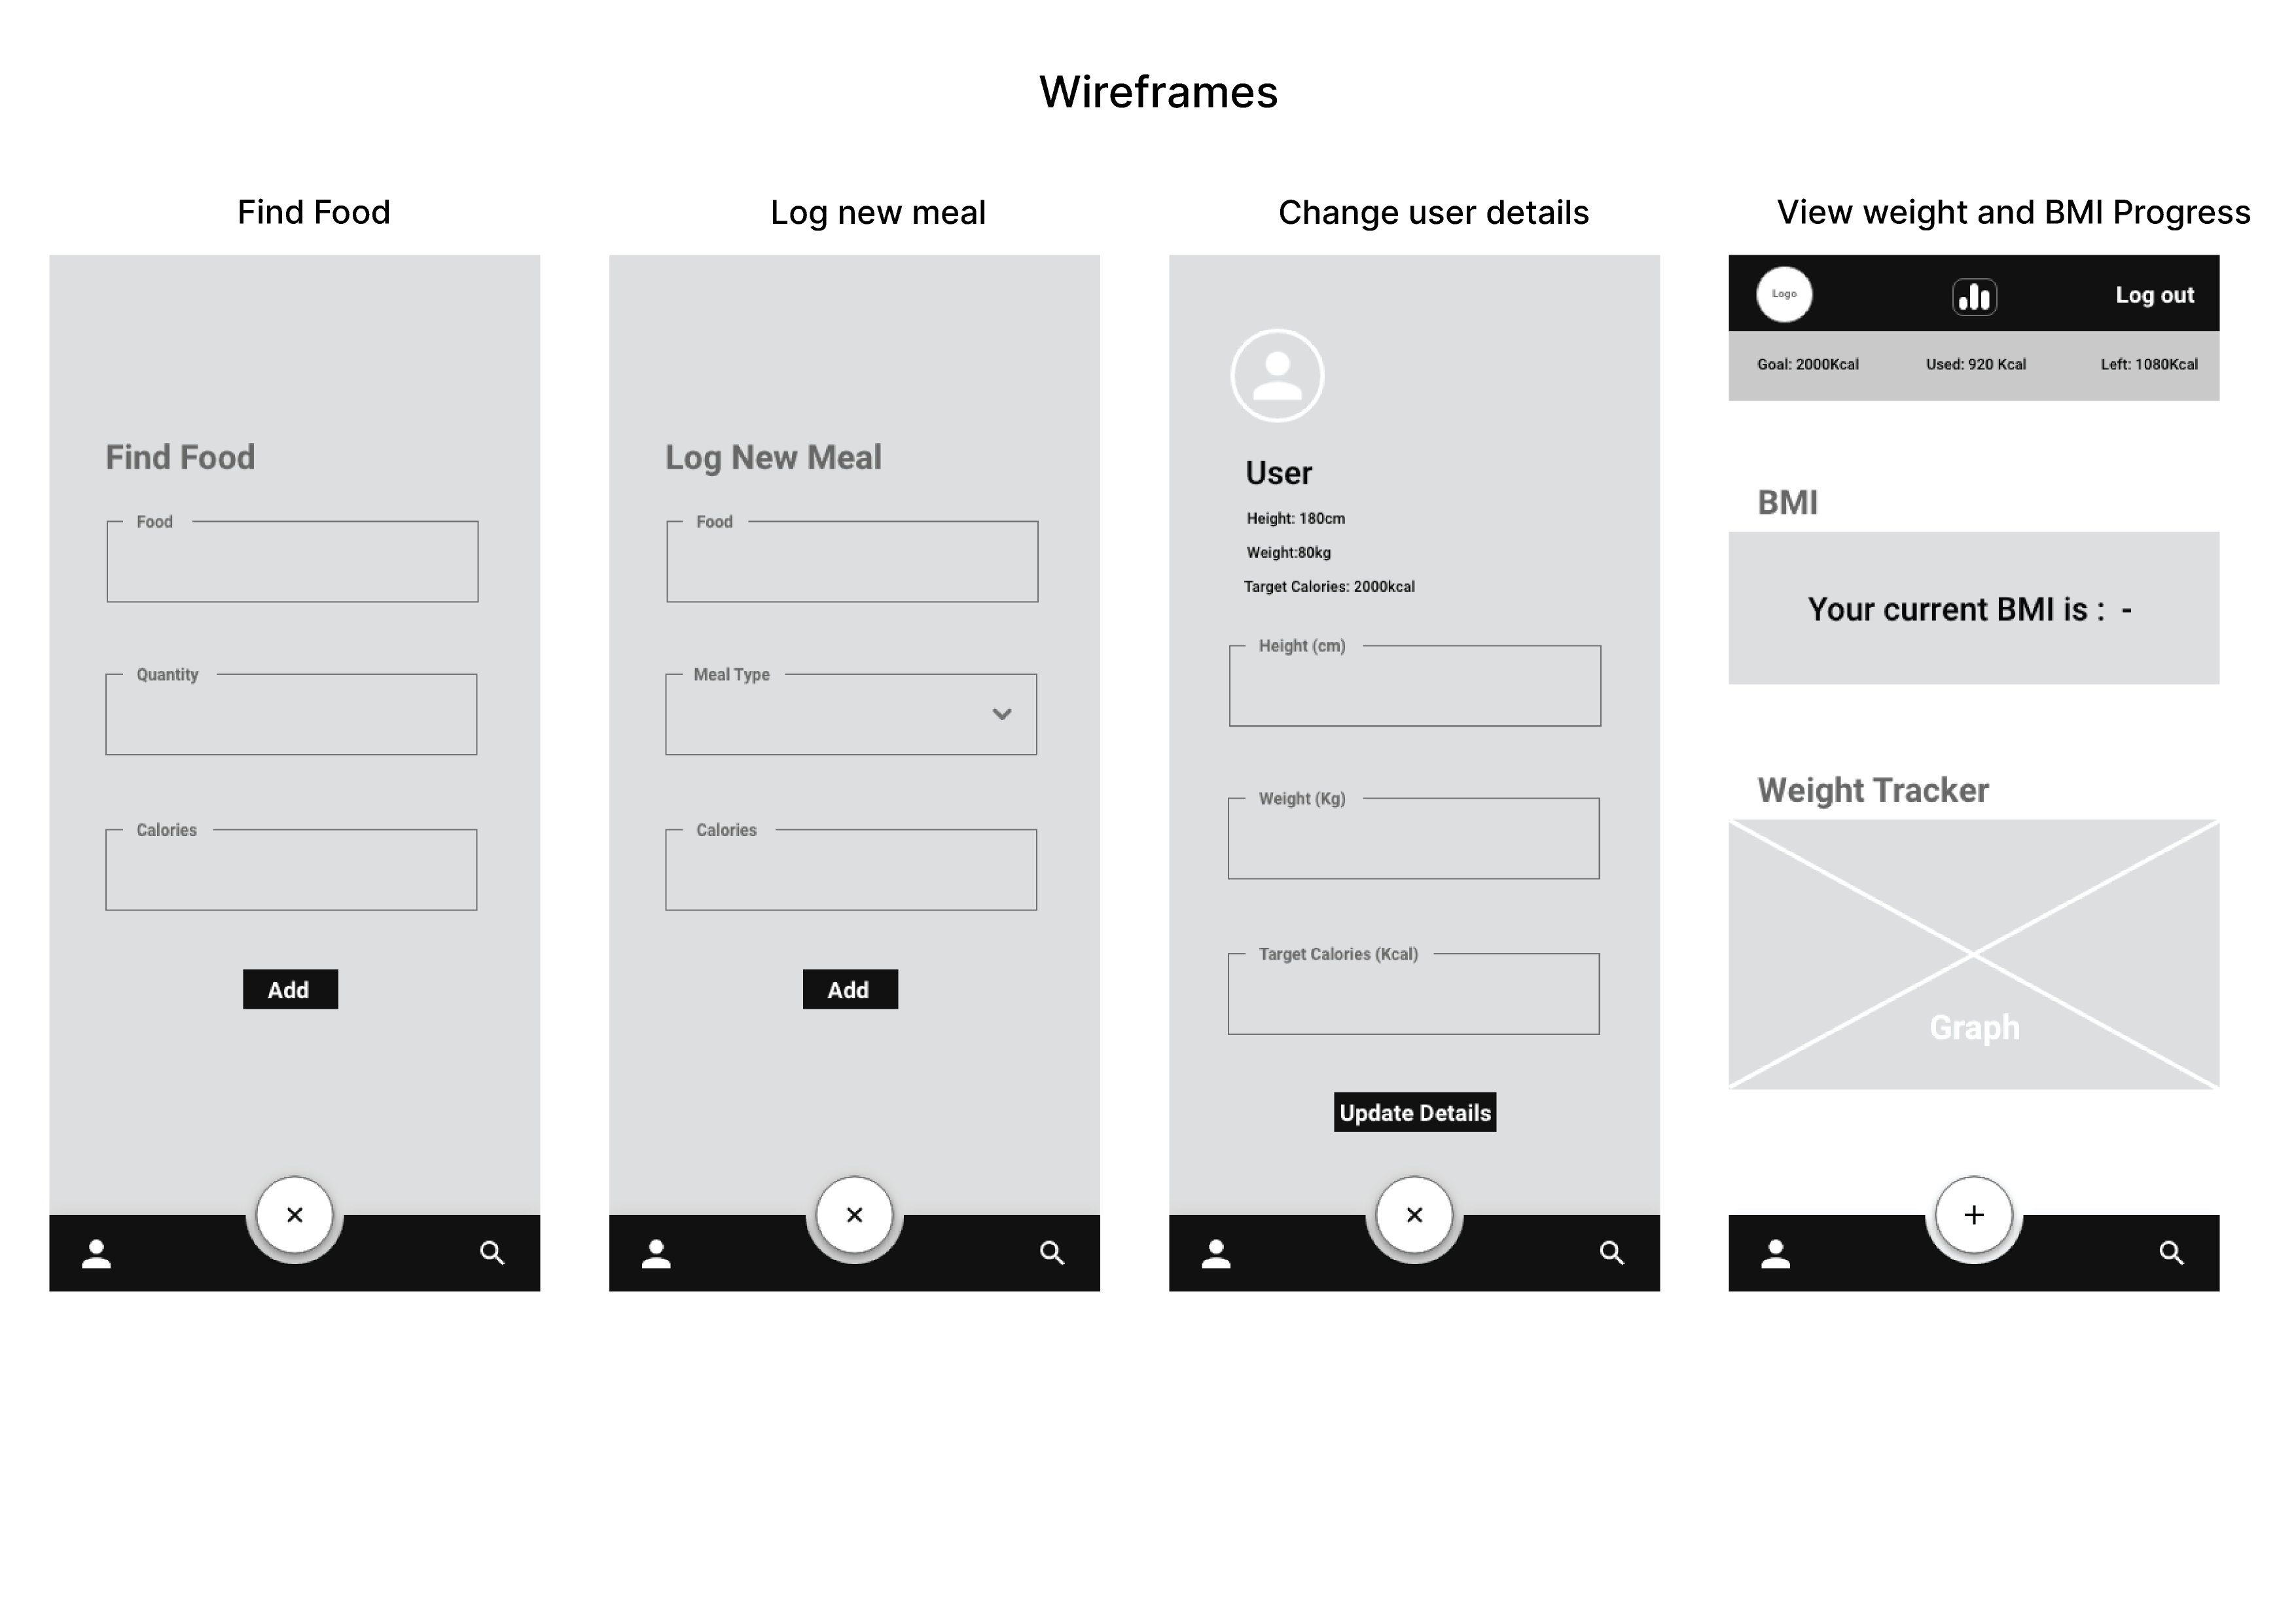 Wireframes
Find Food
Log new meal
Change user details
View weight and BMI Progress
Find Food
Food
Quantity
Calories
Add
Log New Meal
Food
Meal Type
Calories
Add
User
Height: 180cm
Weight:80kg
Target Calories: 2000kcal
Height (cm)
Weight (Kg)
Target Calories (Kcal)
Update Details
Logo
Log out
Goal: 2000Kcal
Used: 920 Kcal
Left: 1080Kcal
BMI
Your current BMI is : -
Weight Tracker
Graph